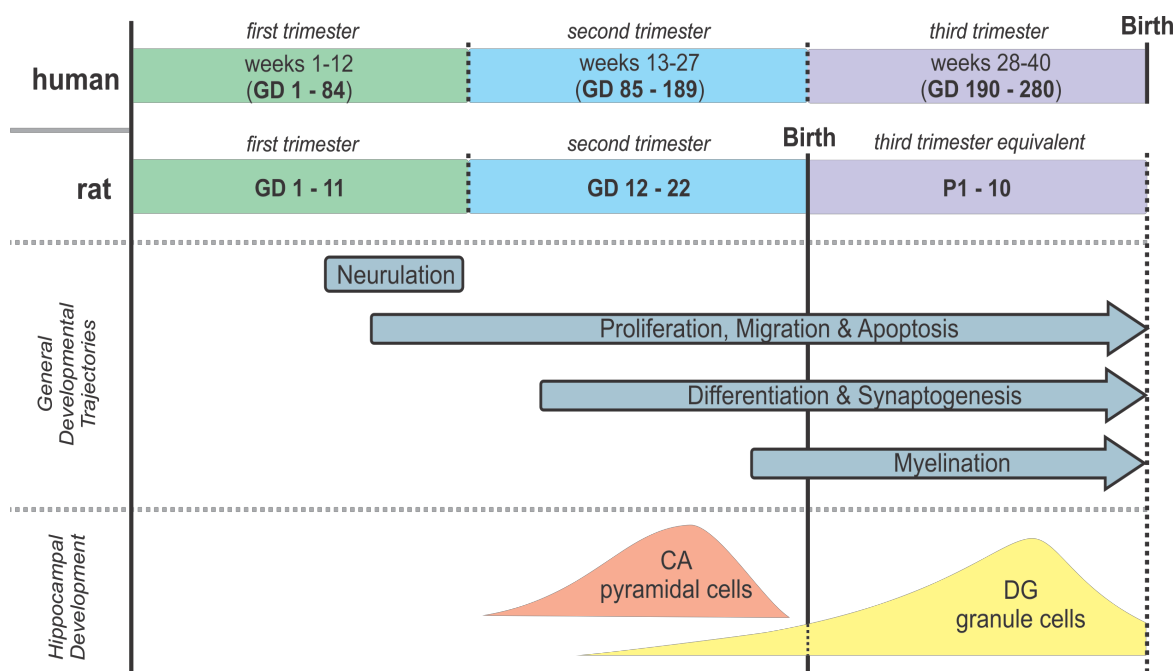 Birth
first trimester
second trimester
third trimester
human
weeks 1-12
(GD 1 - 84)
weeks 13-27
(GD 85 - 189)
weeks 28-40
(GD 190 - 280)
first trimester
second trimester
Birth
third trimester equivalent
rat
GD 1 - 11
GD 12 - 22
P1 - 10
General
Developmental
Trajectories
Neurulation
Proliferation, Migration & Apoptosis
Differentiation & Synaptogenesis
Myelination
Hippocampal
Development
CA
pyramidal cells
DG
granule cells